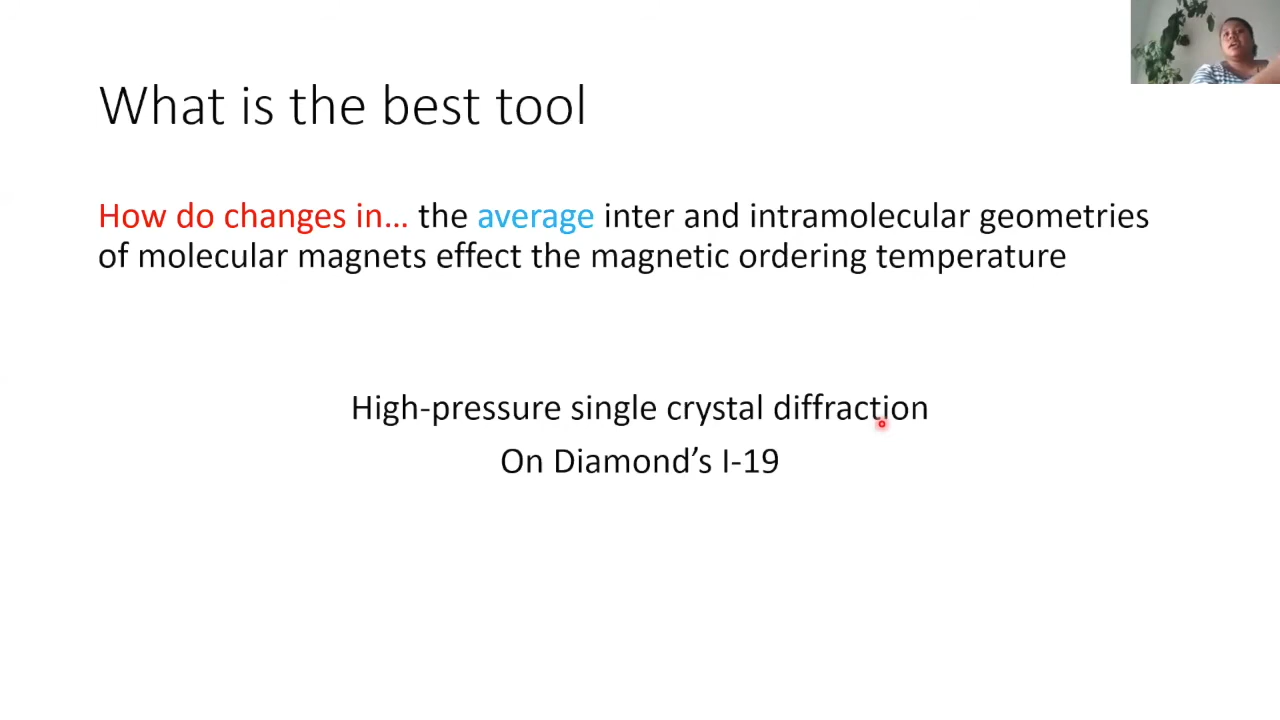 What is the best tool
How do changes in... the average inter and intramolecular geometries
of molecular magnets effect the magnetic ordering temperature
High-pressure single crystal diffraction
On Diamond’s I-19